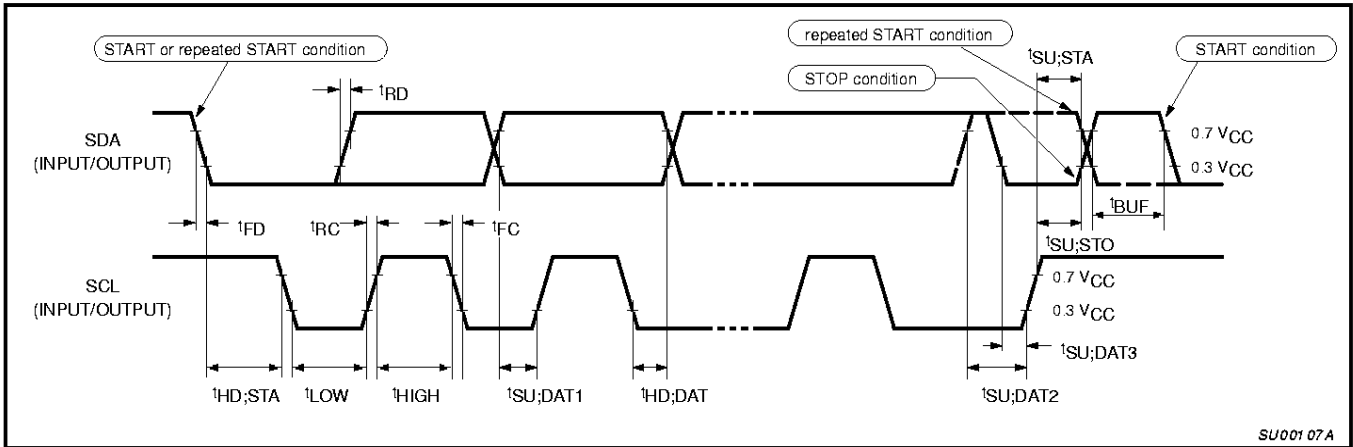 repeated START condition
START or repeated START condition
tSU;STA
START condition
STOP condition
tRD
SDA
(INPUT/OUTPUT)
0.7 VCC
0.3 VCC
tFD
tRC
tFC
tBUF
tSU;STO
SCL
(INPUT/OUTPUT)
0.7 VCC
0.3 VCC
tSU;DAT3
tHD;STA
tLOW
tHIGH
tSU;DAT1
tHD;DAT
tSU;DAT2
SU00107A